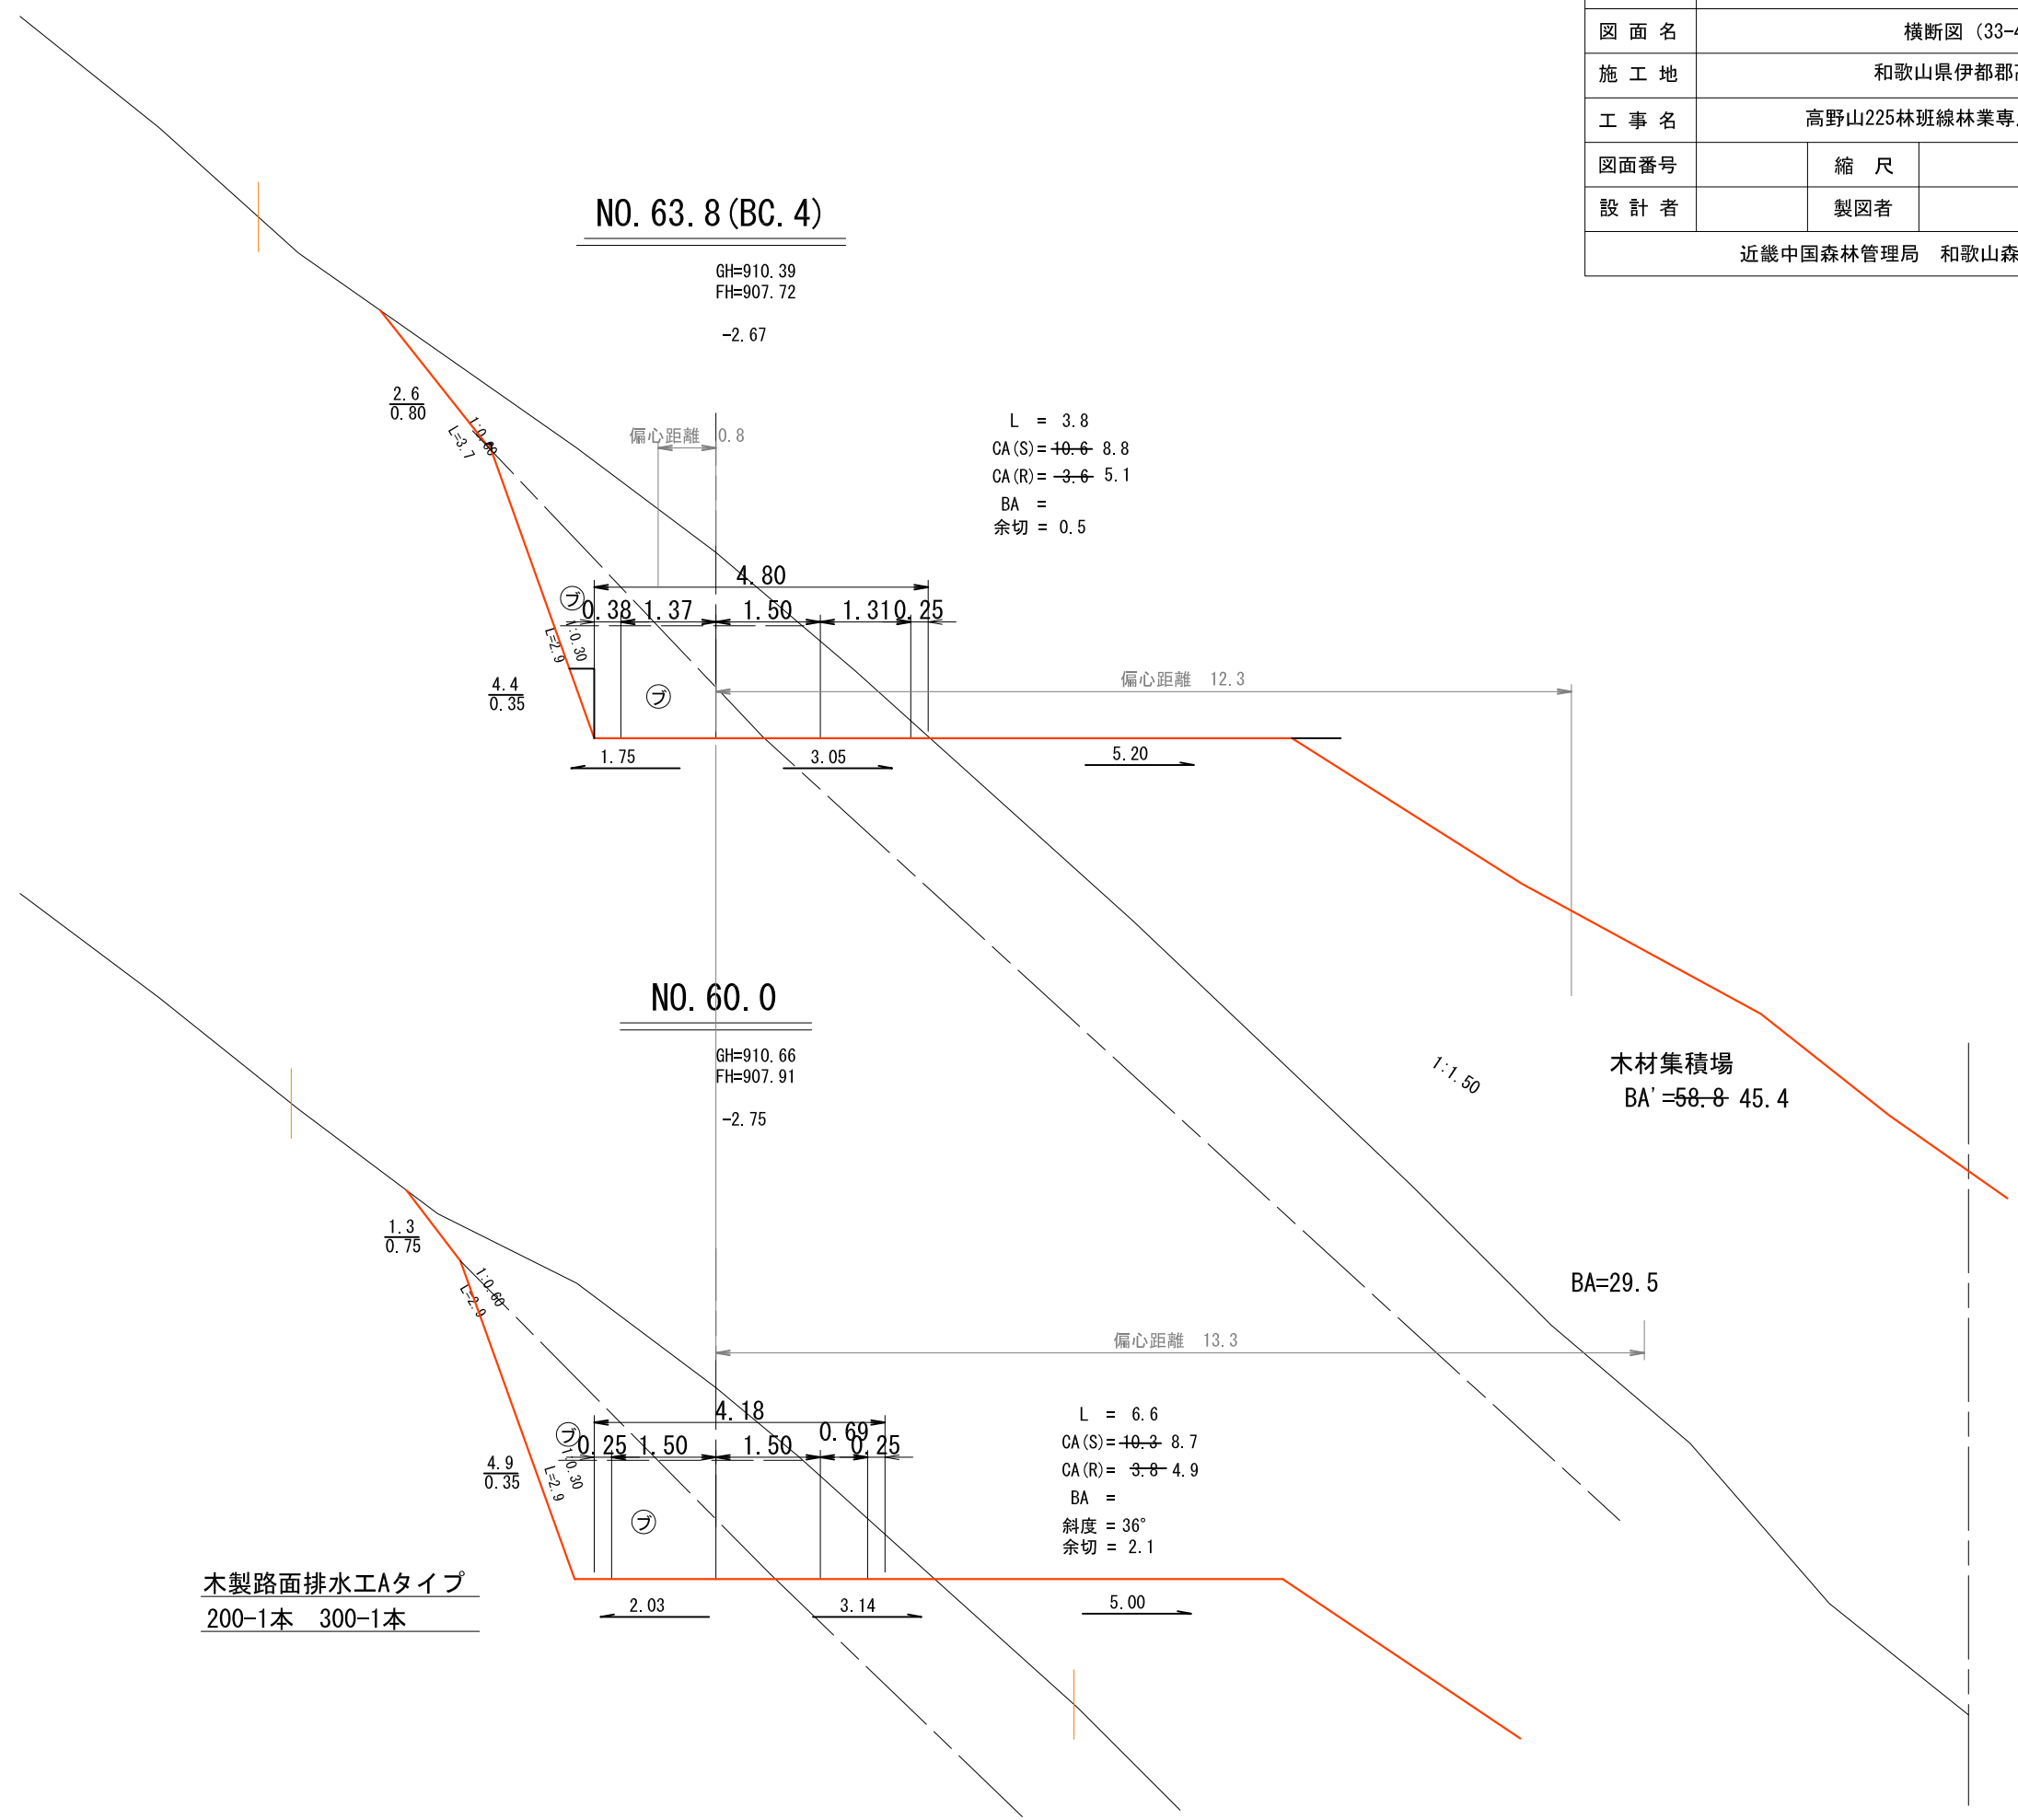 図 面 名 横断図（33-4
施 工 地 和歌山県伊都郡高
工 事 名 高野山225林班線林業専用
図面番号 縮 尺
設 計 者 製図者
近畿中国森林管理局 和歌山森
NO.63.8(BC.4)
GH=910.39
FH=907.72
-2.67
2.6
0.80
1:0.60
L=3.7
偏心距離 0.8
L = 3.8
CA(S)= 10.6 8.8
CA(R)= 3.6 5.1
BA =
余切 = 0.5
4.80
ブ
0.38 1.37 1.50 1.31 0.25
1:0.30
L=2.9
4.4
0.35
ブ
偏心距離 12.3
1.75 3.05 5.20
NO.60.0
GH=910.66
FH=907.91
-2.75
1:1.50
木材集積場
BA'=58.8 45.4
1.3
0.75
1:0.60
L=2.9
BA=29.5
偏心距離 13.3
4.18
0.69
ブ
0.25 1.50 1.50 0.25
1:0.30
L=2.9
4.9
0.35
ブ
L = 6.6
CA(S)= 10.3 8.7
CA(R)= 3.8 4.9
BA =
斜度 = 36°
余切 = 2.1
木製路面排水工Aタイプ
200-1本 300-1本
2.03 3.14 5.00